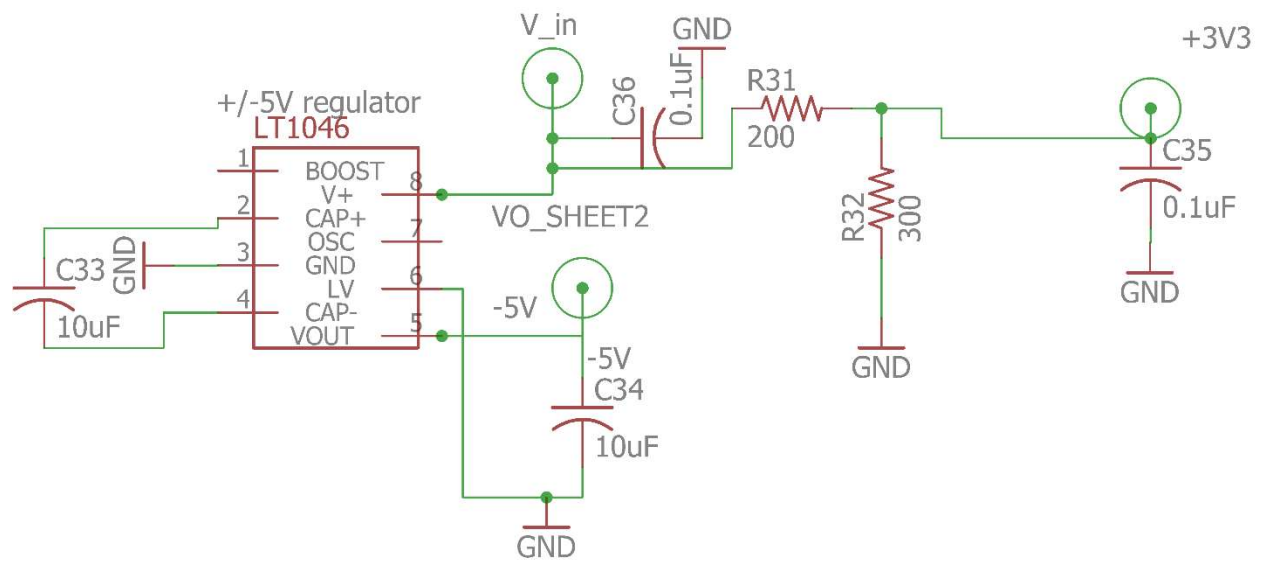 V_in
GND
+3V3
+/-5V regulator
LT1046
C36
0.1uF
R31
200
1
BOOST
8
V+
2
CAP+
7
OSC
3
GND
6
LV
4
CAP-
5
VOUT
VO_SHEET2
C35
0.1uF
GND
R32
300
GND
C33
10uF
GND
-5V
-5V
C34
10uF
GND